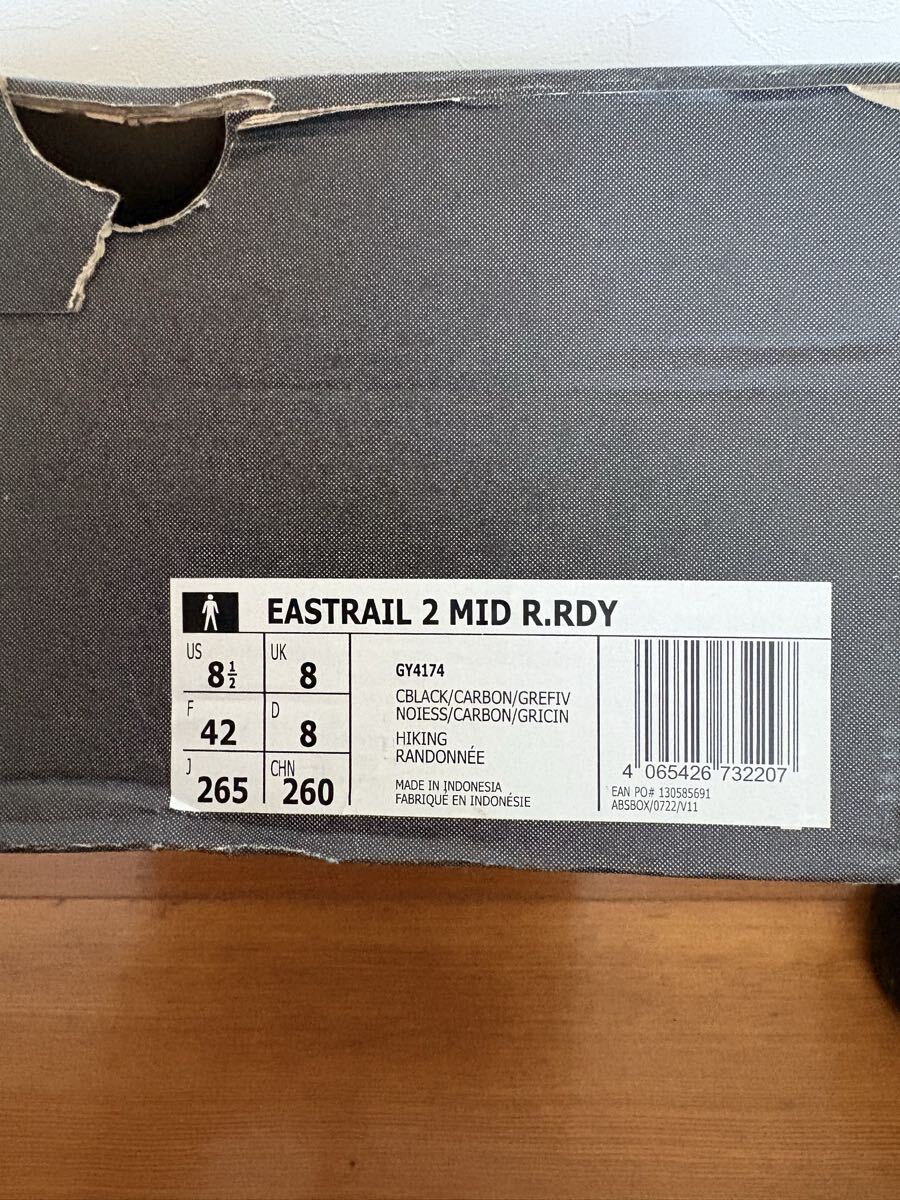 EASTRAIL 2 MID R.RDY
US 8½ UK 8
F 42 D 8
J 265 CHN 260
GY4174
CBLACK/CARBON/GREFIV
NOIESS/CARBON/GRICIN
HIKING
RANDONNÉE
MADE IN INDONESIA
FABRIQUÉ EN INDONÉSIE
4 065426 732207
EAN PO# 130585691
ABSBOX/0722/V11